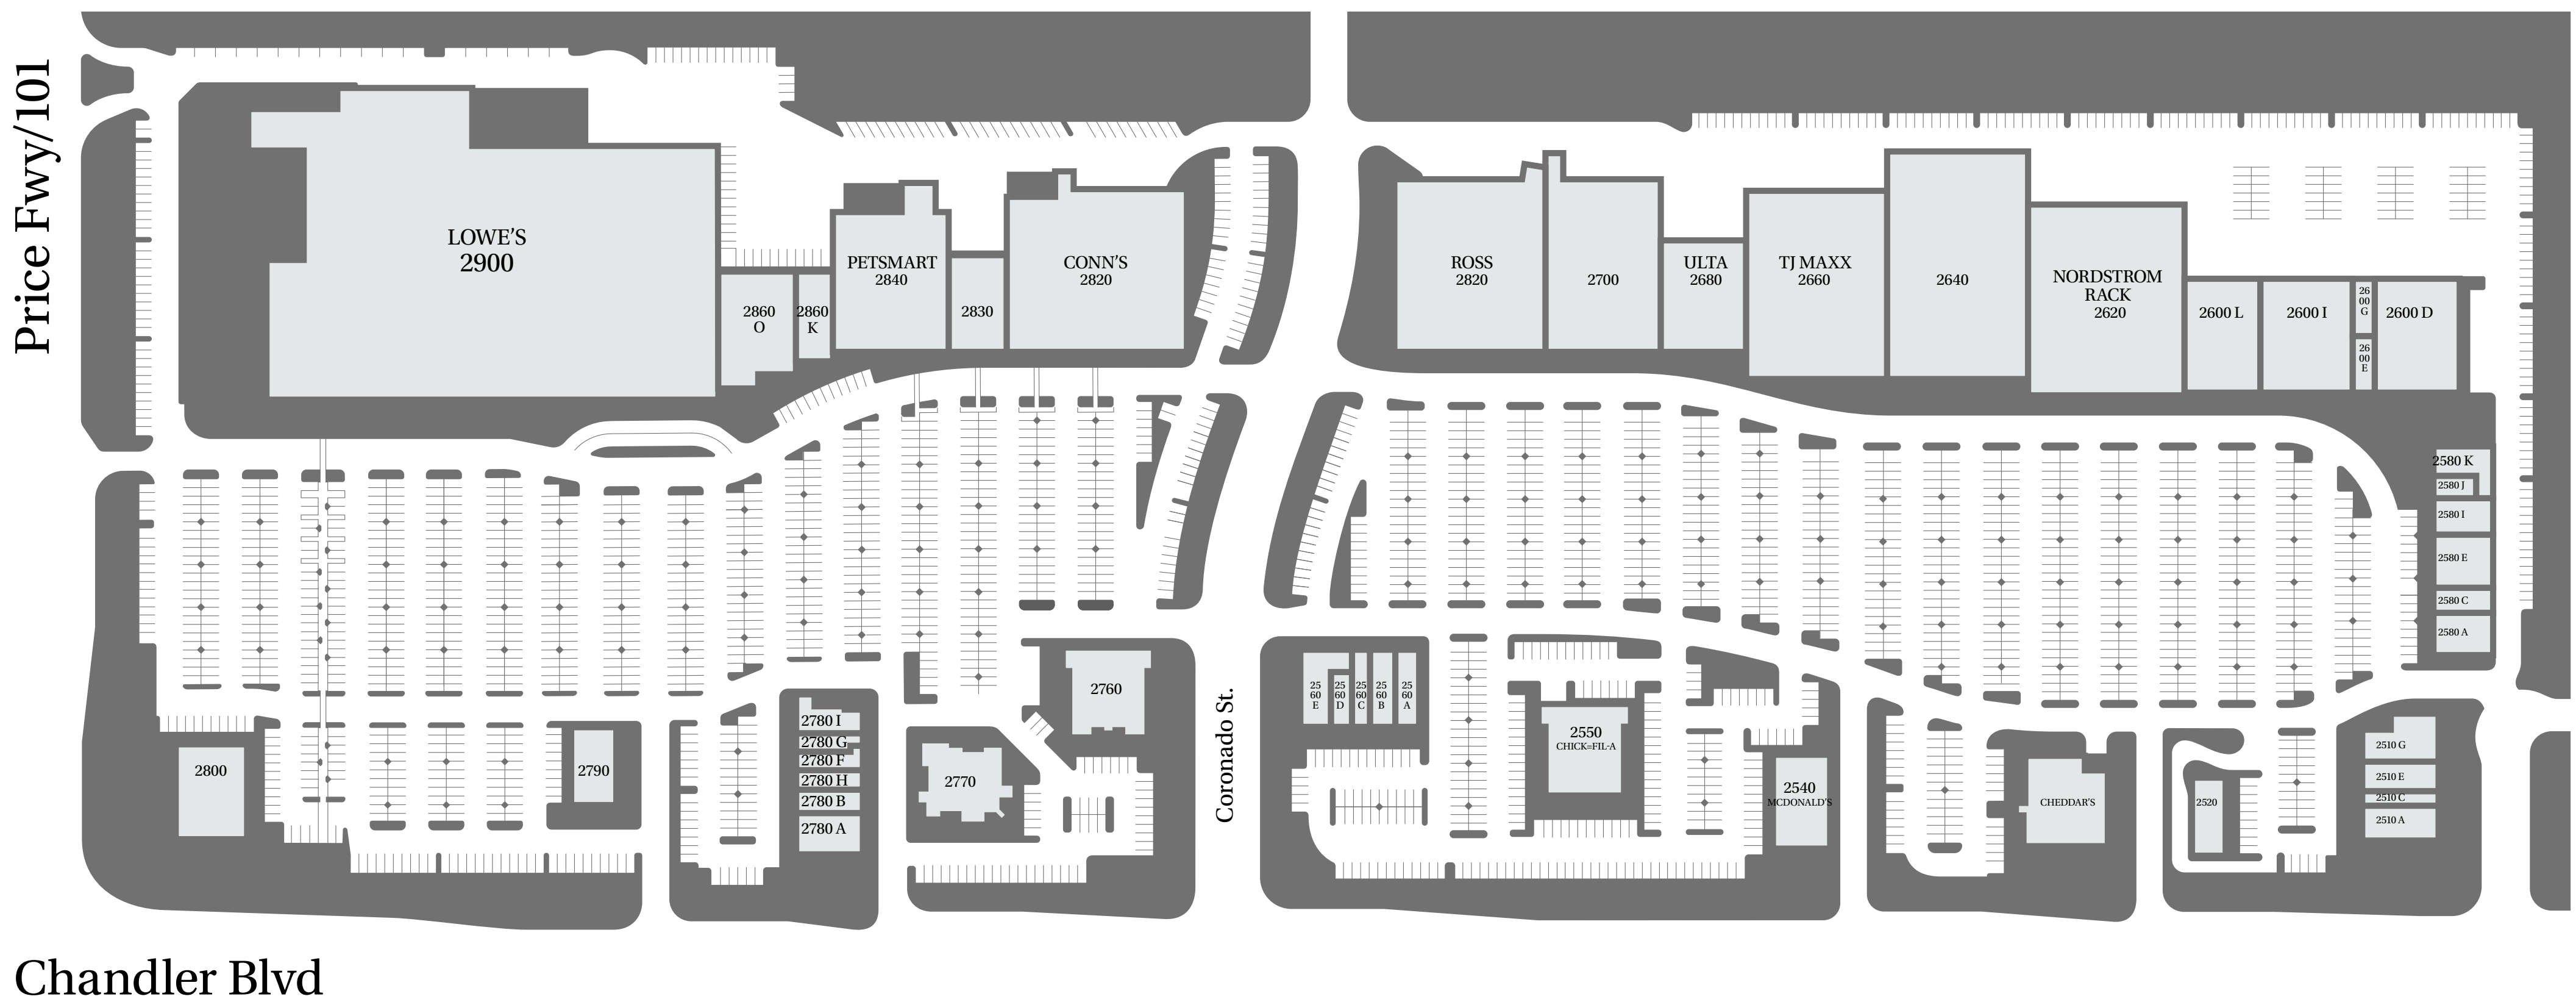 Price Fwy/101
LOWE'S
2900
2860
O
2860
K
PETSMART
2840
2830
CONN'S
2820
ROSS
2820
2700
ULTA
2680
TJ MAXX
2660
2640
NORDSTROM
RACK
2620
2600 L
2600 I
26
00
G
26
00
E
2600 D
2580 K
2580 J
2580 I
2580 E
2580 C
2580 A
2800
2790
2780 I
2780 G
2780 F
2780 H
2780 B
2780 A
2770
2760
Coronado St.
25
60
E
25
60
D
25
60
C
25
60
B
25
60
A
2550
CHICK=FIL-A
2540
MCDONALD'S
CHEDDAR'S
2520
2510 G
2510 E
2510 C
2510 A
Chandler Blvd